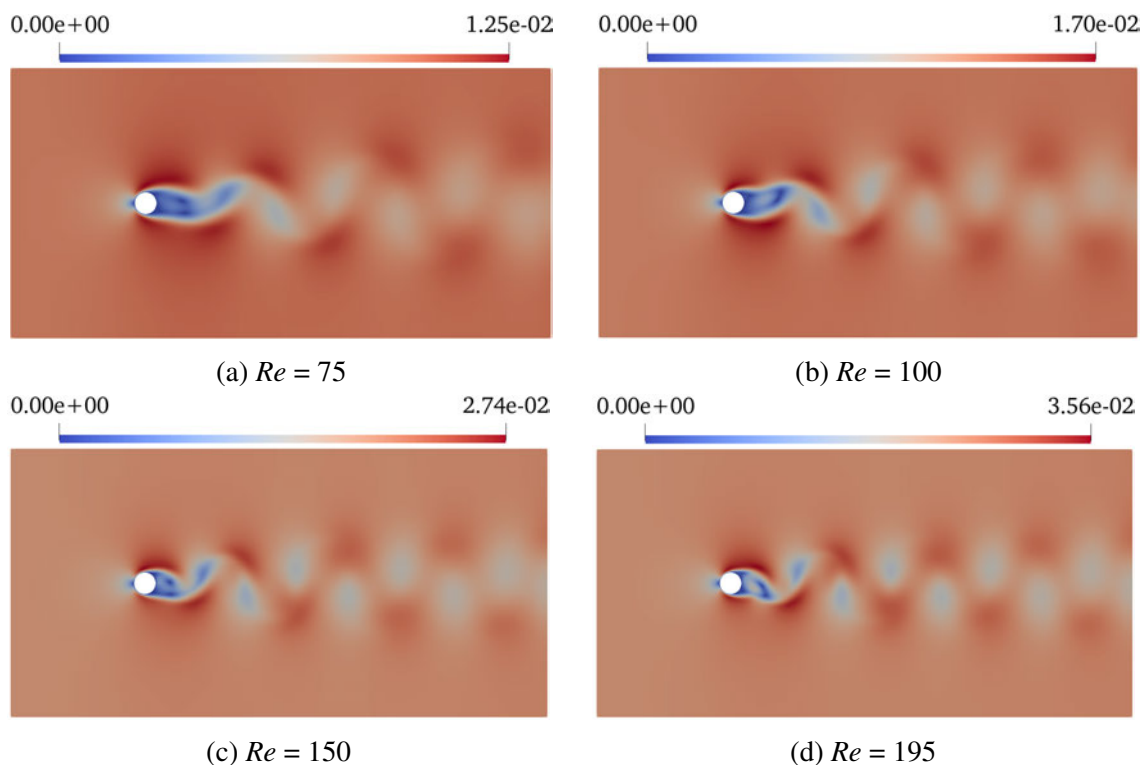 0.00e+00 1.25e-02
0.00e+00 1.70e-02
(a) Re = 75
(b) Re = 100
0.00e+00 2.74e-02
0.00e+00 3.56e-02
(c) Re = 150
(d) Re = 195